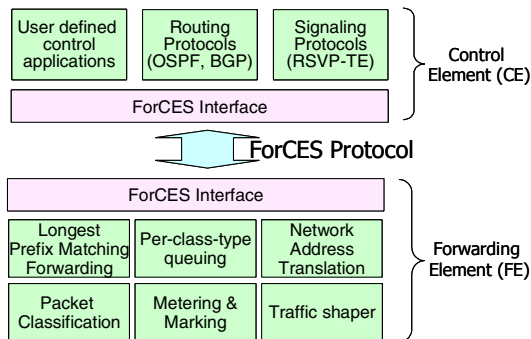 User defined
control
applications
Routing
Protocols
(OSPF, BGP)
Signaling
Protocols
(RSVP-TE)
Control
Element (CE)
ForCES Interface
ForCES Protocol
ForCES Interface
Longest
Prefix Matching
Forwarding
Per-class-type
queuing
Network
Address
Translation
Forwarding
Element (FE)
Packet
Classification
Metering &
Marking
Traffic shaper